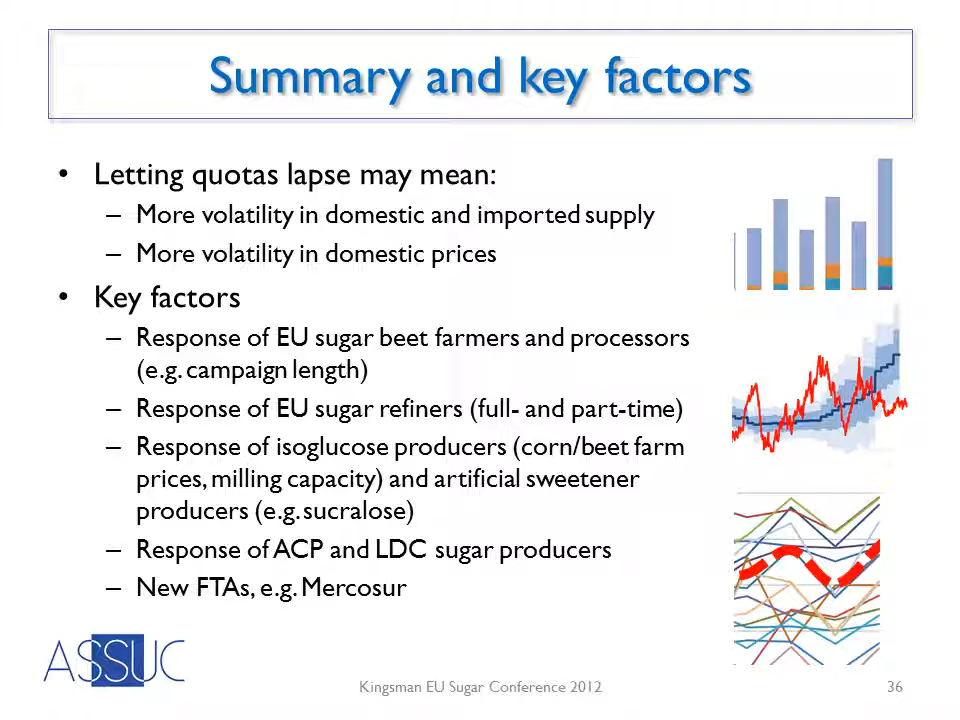 Summary and key factors
• Letting quotas lapse may mean:
– More volatility in domestic and imported supply
– More volatility in domestic prices
• Key factors
– Response of EU sugar beet farmers and processors
(e.g. campaign length)
– Response of EU sugar refiners (full- and part-time)
– Response of isoglucose producers (corn/beet farm
prices, milling capacity) and artificial sweetener
producers (e.g. sucralose)
– Response of ACP and LDC sugar producers
– New FTAs, e.g. Mercosur
ASSUC
Kingsman EU Sugar Conference 2012
36